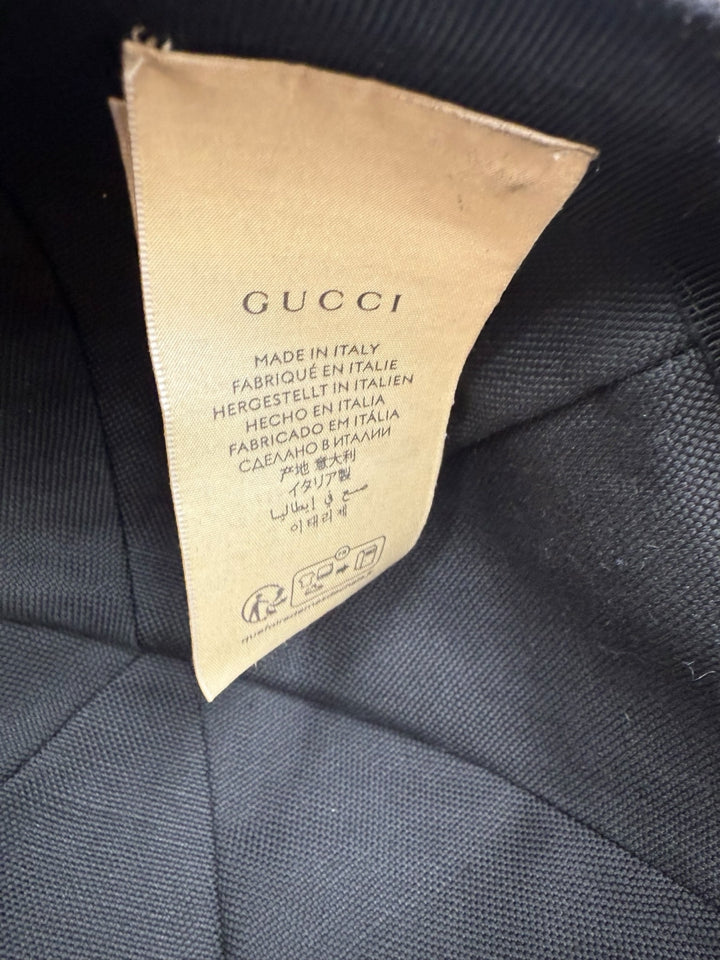 GUCCI
MADE IN ITALY
FABRIQUÉ EN ITALIE
HERGESTELLT IN ITALIEN
HECHO EN ITALIA
FABRICADO EM ITÁLIA
СДЕЛАНО В ИТАЛИИ
产地 意大利
イタリア製
صنع في إيطاليا
이태리제
FR